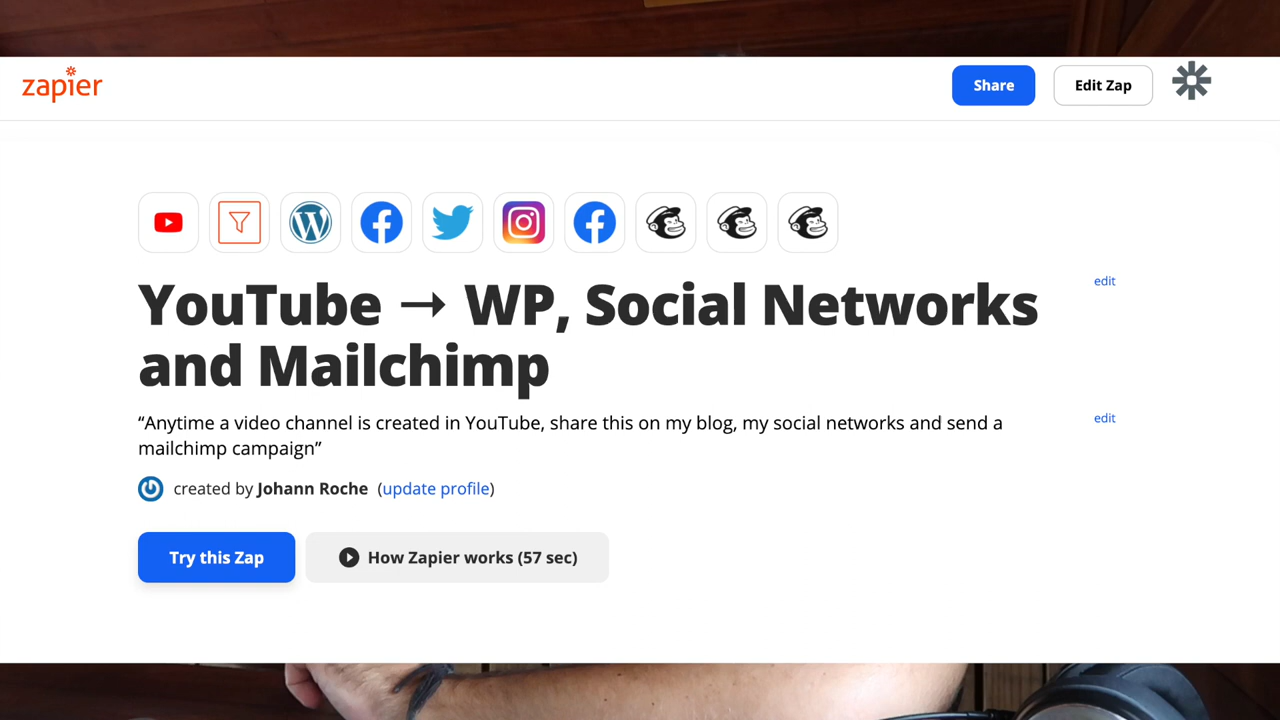 zapier
Share
Edit Zap
YouTube → WP, Social Networks
and Mailchimp
edit
“Anytime a video channel is created in YouTube, share this on my blog, my social networks and send a
mailchimp campaign”
edit
created by Johann Roche (update profile)
Try this Zap
How Zapier works (57 sec)